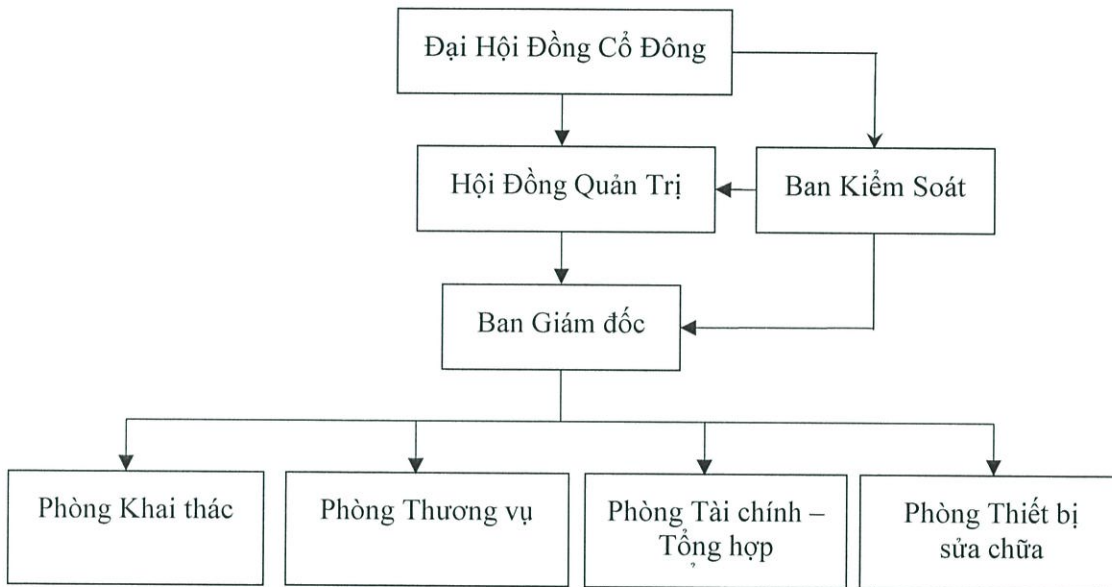 Đại Hội Đồng Cổ Đông
Hội Đồng Quản Trị
Ban Kiểm Soát
Ban Giám đốc
Phòng Khai thác
Phòng Thương vụ
Phòng Tài chính –
Tổng hợp
Phòng Thiết bị
sửa chữa